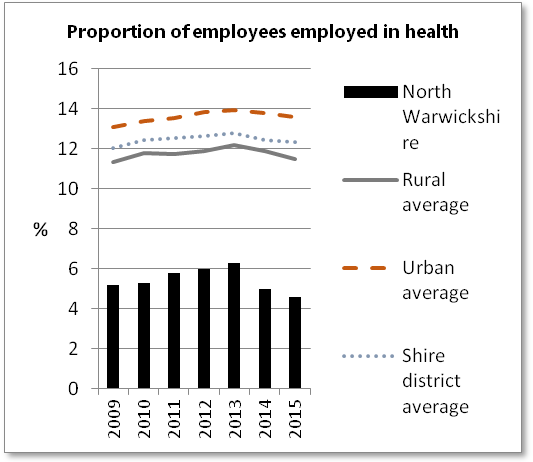 Proportion of employees employed in health
16
14
12
10
8
6
4
2
0
%
2009
2010
2011
2012
2013
2014
2015
North
Warwickshi
re
Rural
average
Urban
average
Shire
district
average